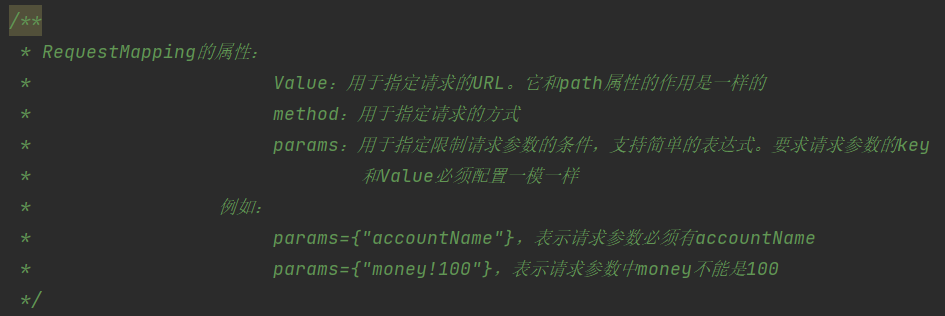 /**
* RequestMapping的属性：
* Value：用于指定请求的URL。它和path属性的作用是一样的
* method：用于指定请求的方式
* params：用于指定限制请求参数的条件，支持简单的表达式。要求请求参数的key
* 和Value必须配置一模一样
* 例如：
* params={"accountName"}，表示请求参数必须有accountName
* params={"money!100"}，表示请求参数中money不能是100
*/